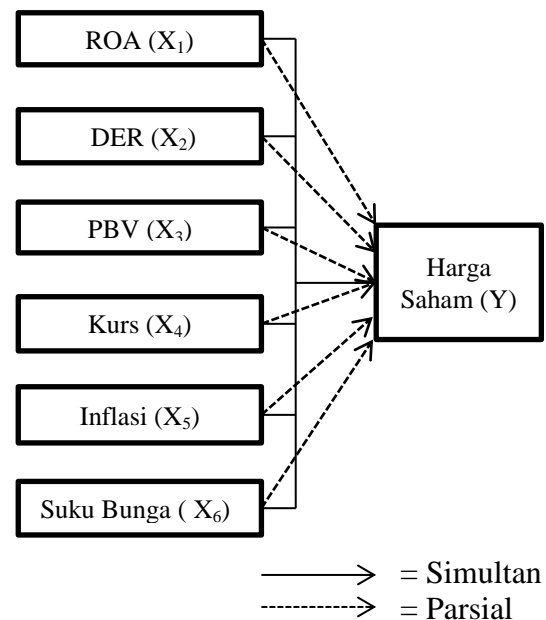 ROA (X₁)
DER (X₂)
PBV (X₃)
Kurs (X₄)
Inflasi (X₅)
Suku Bunga ( X₆)
Harga
Saham (Y)
= Simultan
= Parsial